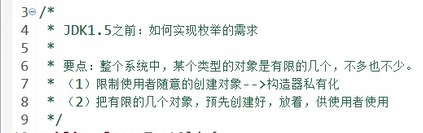 3 /*
4 * JDK1.5之前：如何实现枚举的需求
5 *
6 * 要点：整个系统中，某个类型的对象是有限的几个，不多也不少。
7 * （1）限制使用者随意的创建对象-->构造器私有化
8 * （2）把有限的几个对象，预先创建好，放着，供使用者使用
9 */